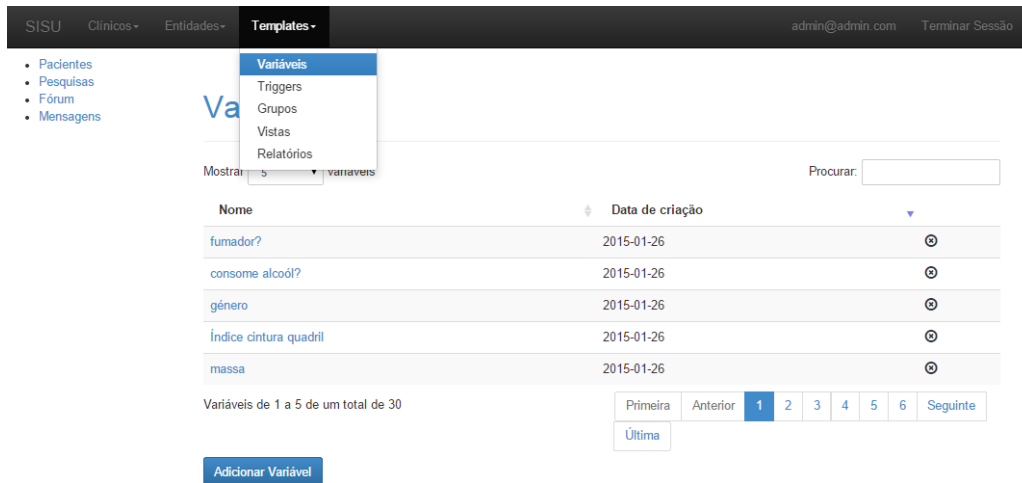 SISU Clínicos Entidades Templates admin@admin.com Terminar Sessão
Pacientes
Pesquisas
Fórum
Mensagens
Variáveis
Triggers
Grupos
Vistas
Relatórios
Va
Mostrar 5 variáveis Procurar:
Nome Data de criação
fumador? 2015-01-26
consome alcoól? 2015-01-26
género 2015-01-26
Índice cintura quadril 2015-01-26
massa 2015-01-26
Variáveis de 1 a 5 de um total de 30
Primeira Anterior 1 2 3 4 5 6 Seguinte
Última
Adicionar Variável